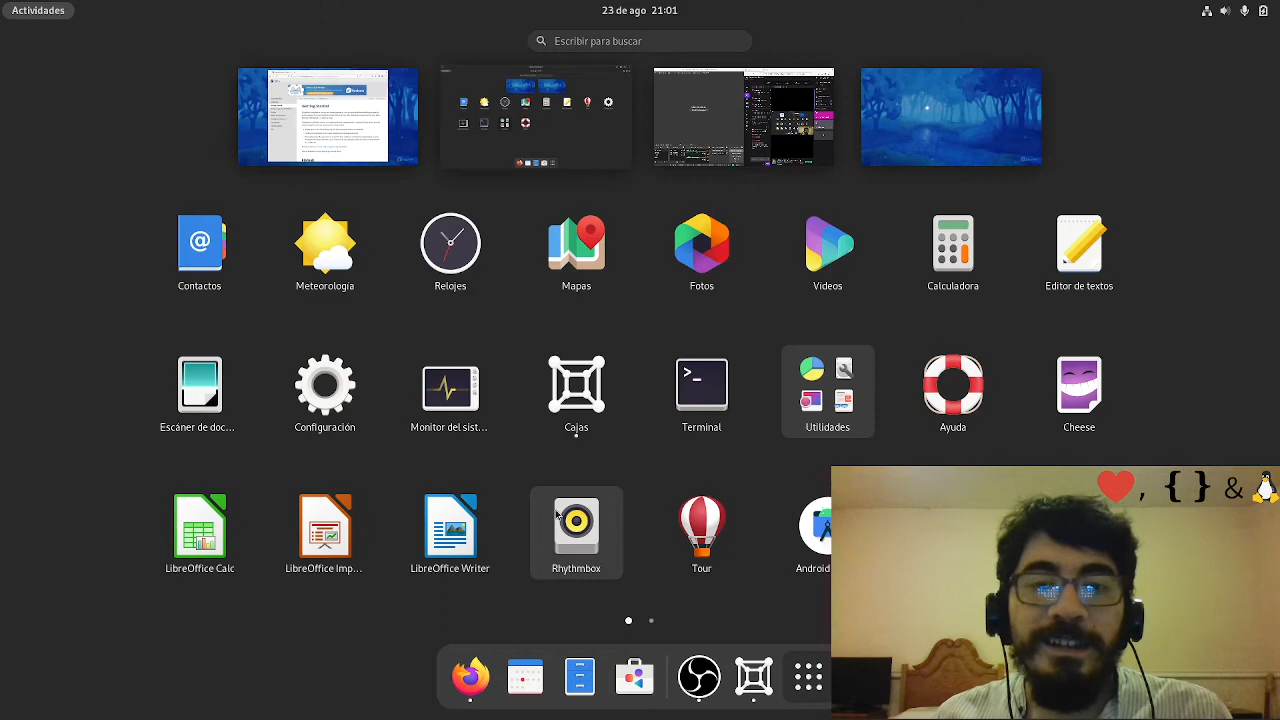 Actividades
23 de ago 21:01
Escribir para buscar
Contactos
Meteorología
Relojes
Mapas
Fotos
Vídeos
Calculadora
Editor de textos
Escáner de doc...
Configuración
Monitor del sist...
Cajas
Terminal
Utilidades
Ayuda
Cheese
LibreOffice Calc
LibreOffice Imp...
LibreOffice Writer
Rhythmbox
Tour
Android
, { } &